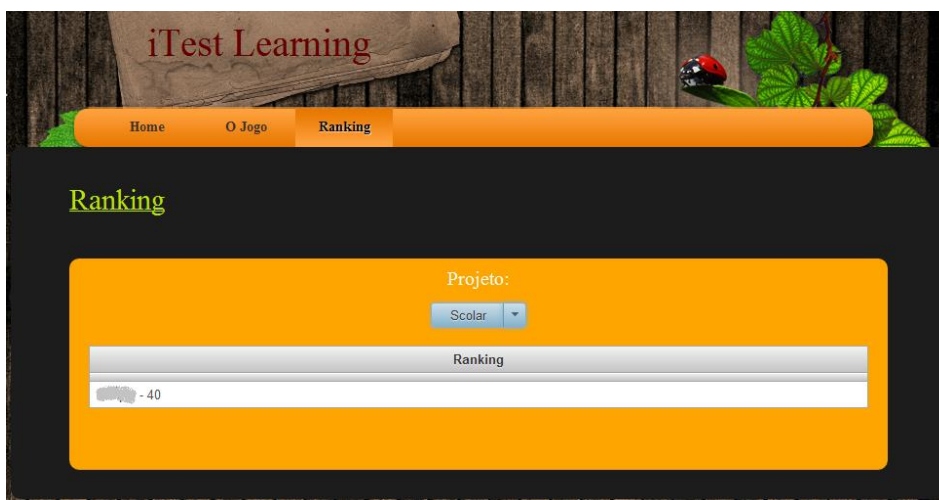 iTest Learning
Home O Jogo Ranking
Ranking
Projeto:
Scolar
Ranking
- 40